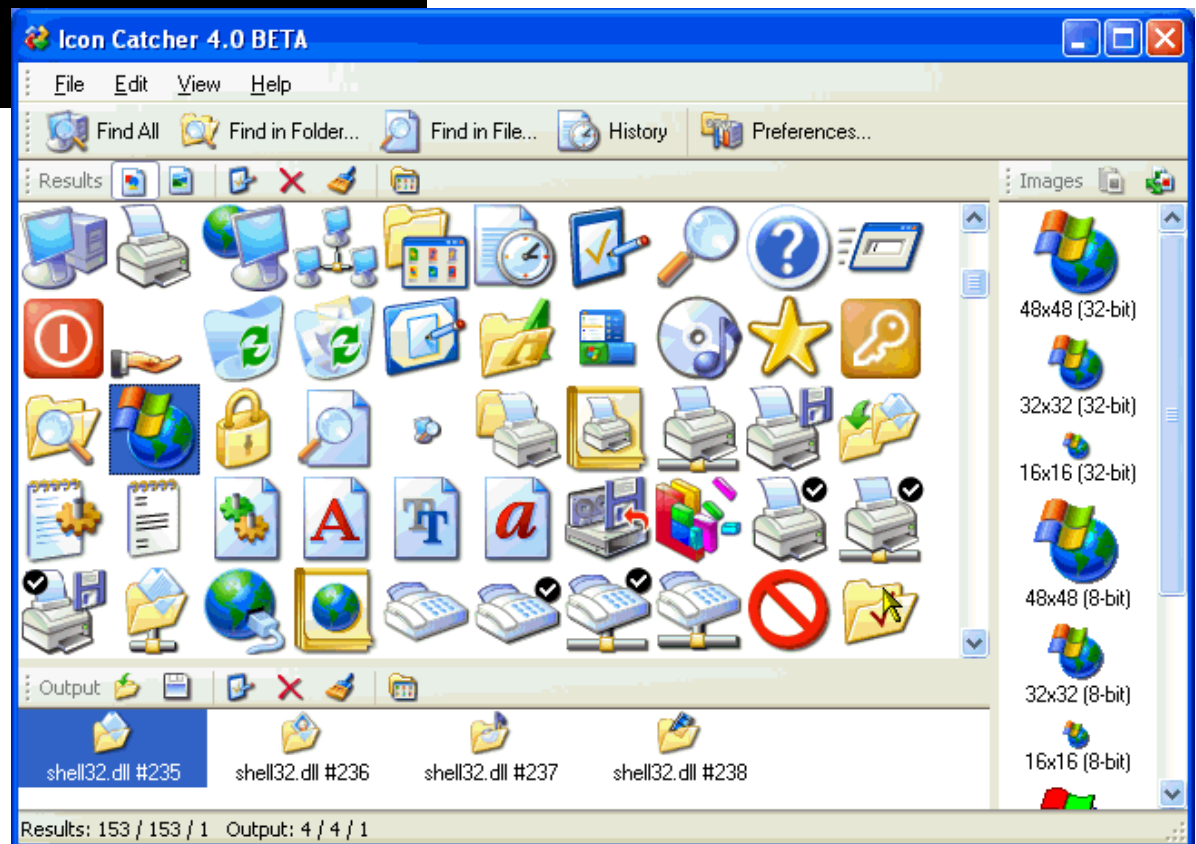 Icon Catcher 4.0 BETA
File Edit View Help
Find All Find in Folder... Find in File... History Preferences...
Results
Images
48x48 (32-bit)
32x32 (32-bit)
16x16 (32-bit)
48x48 (8-bit)
32x32 (8-bit)
16x16 (8-bit)
Output
shell32.dll #235 shell32.dll #236 shell32.dll #237 shell32.dll #238
Results: 153 / 153 / 1 Output: 4 / 4 / 1